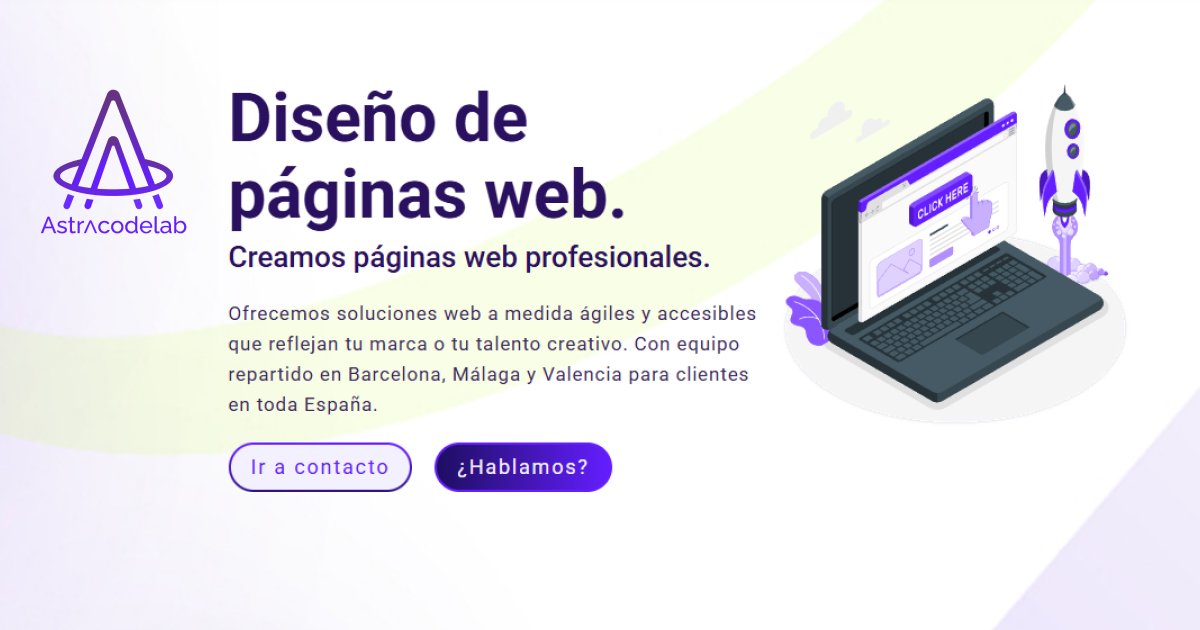 Diseño de
páginas web.
Astrʌcodelab
Creamos páginas web profesionales.
Ofrecemos soluciones web a medida ágiles y accesibles
que reflejan tu marca o tu talento creativo. Con equipo
repartido en Barcelona, Málaga y Valencia para clientes
en toda España.
Ir a contacto
¿Hablamos?
CLICK HERE